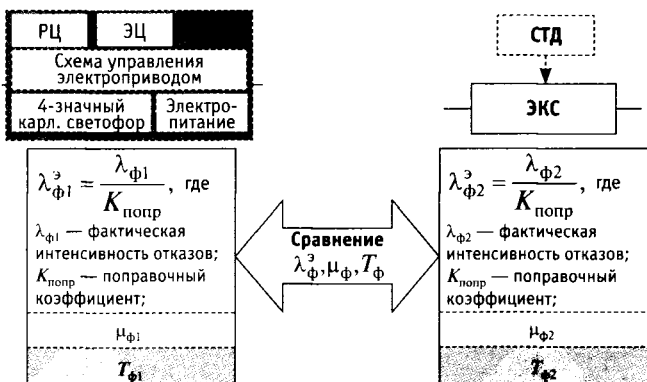 РЦ ЭЦ
Схема управления
электроприводом
4-значный
карл. светофор
Электро-
питание
СТД
ЭКС
λ^э_ф1 = λ_ф1 / K_попр, где
λ_ф1 — фактическая
интенсивность отказов;
K_попр — поправочный
коэффициент;
μ_ф1
T_ф1
Сравнение
λ^э_ф, μ_ф, T_ф
λ^э_ф2 = λ_ф2 / K_попр, где
λ_ф2 — фактическая
интенсивность отказов;
K_попр — поправочный
коэффициент;
μ_ф2
T_ф2